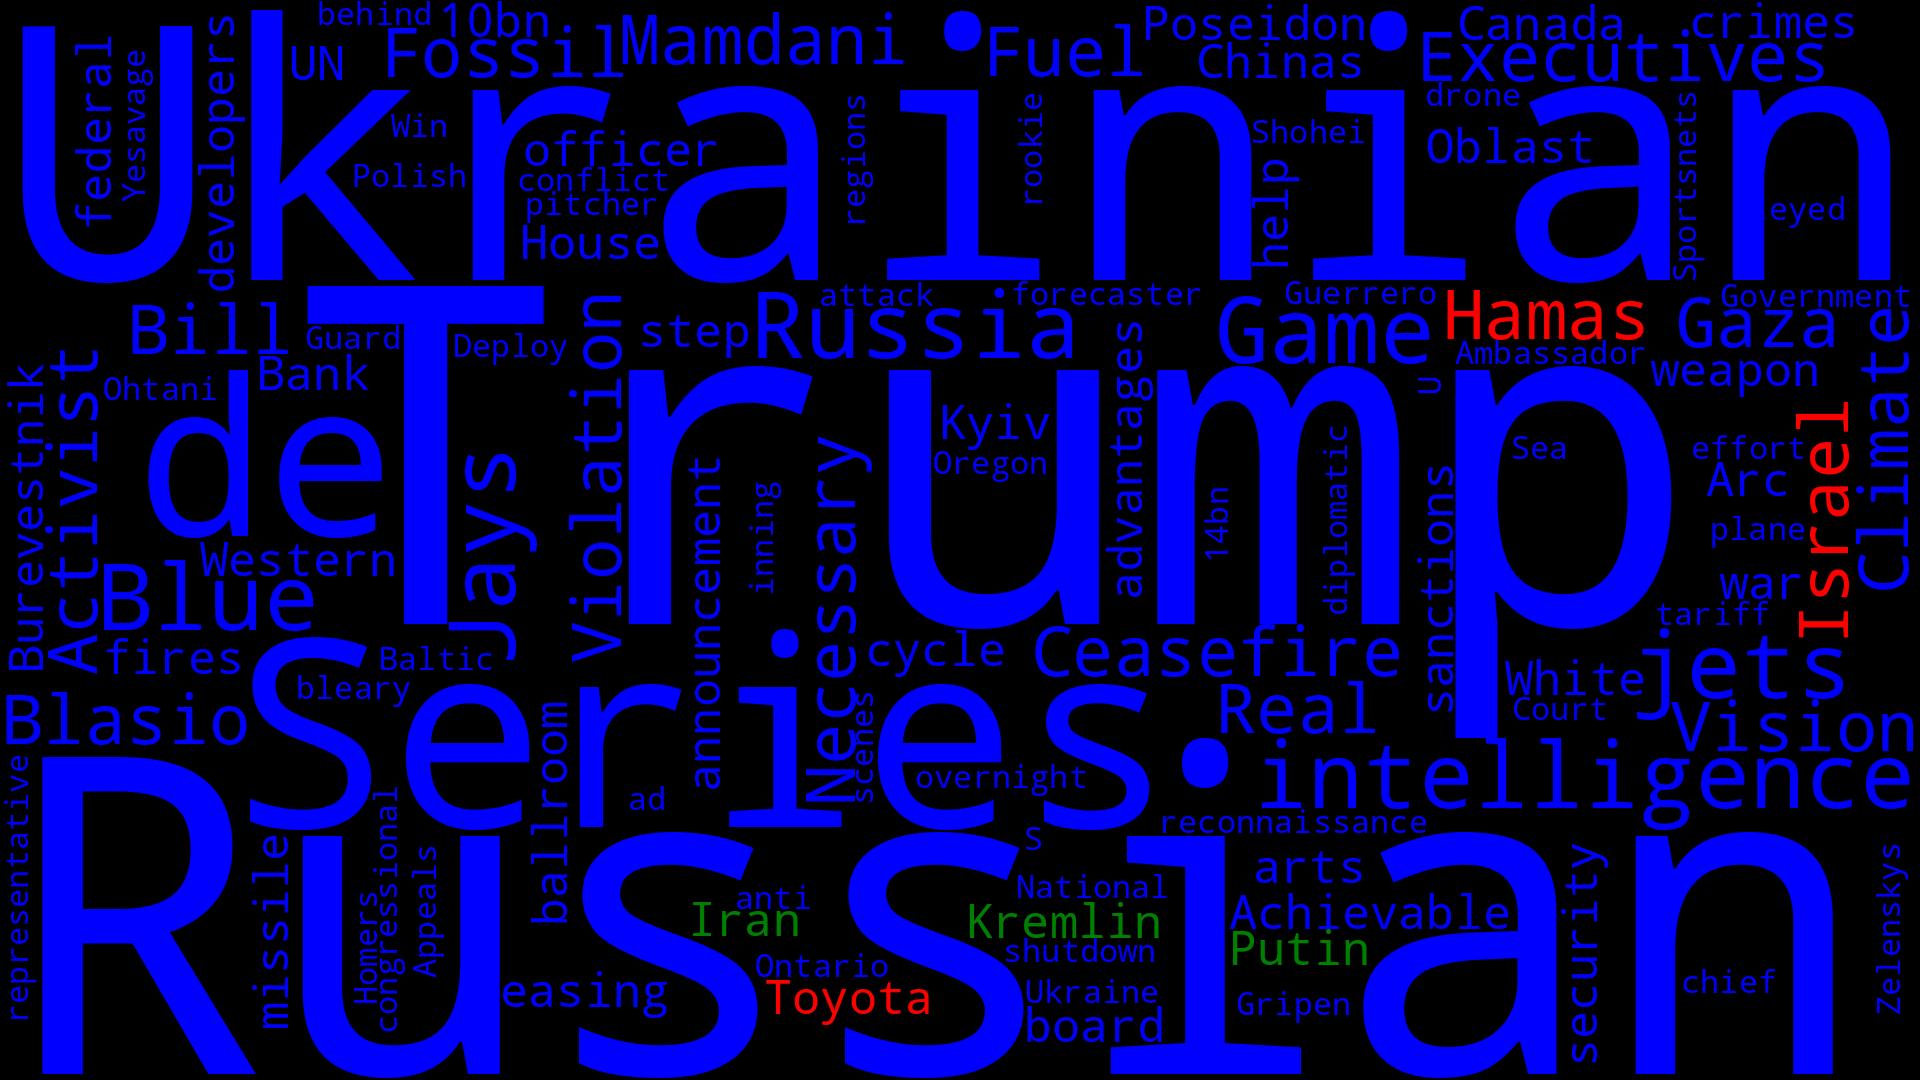 behind
10bn
Fossil
Mamdani
Fuel
Poseidon
Canada
crimes
UN
Chinas
Executives
federal
Yesavage
developers
Ukrainian
Win
Polish
officer
conflict
pitcher
House
regions
rookie
Shohei
help
drone
Oblast
Sportsnets
eyed
Bill
Guard
Deploy
Violation
step
Russia
attack
forecaster
Game
Guerrero
Hamas
Gaza
Government
Ambassador
weapon
Climate
Burevestnik
Activist
Ohtani
Bank
de
Trump
Jays
Kyiv
Oregon
advantages
14bn
diplomatic
U
sanctions
Sea
effort
Arc
plane
Israel
war
tariff
Western
Blue
announcement
inning
Necessary
fires
Baltic
bleary
cycle
Ceasefire
White
Court
jets
Blasio
Series
ballroom
ad
scenes
overnight
Real
Vision
intelligence
representative
Russian
missile
Homers
congressional
Appeals
S
reconnaissance
anti
Iran
National
Kremlin
shutdown
arts
Achievable
Putin
security
chief
Zelenskys
easing
Ontario
Toyota
Ukraine
board
Gripen